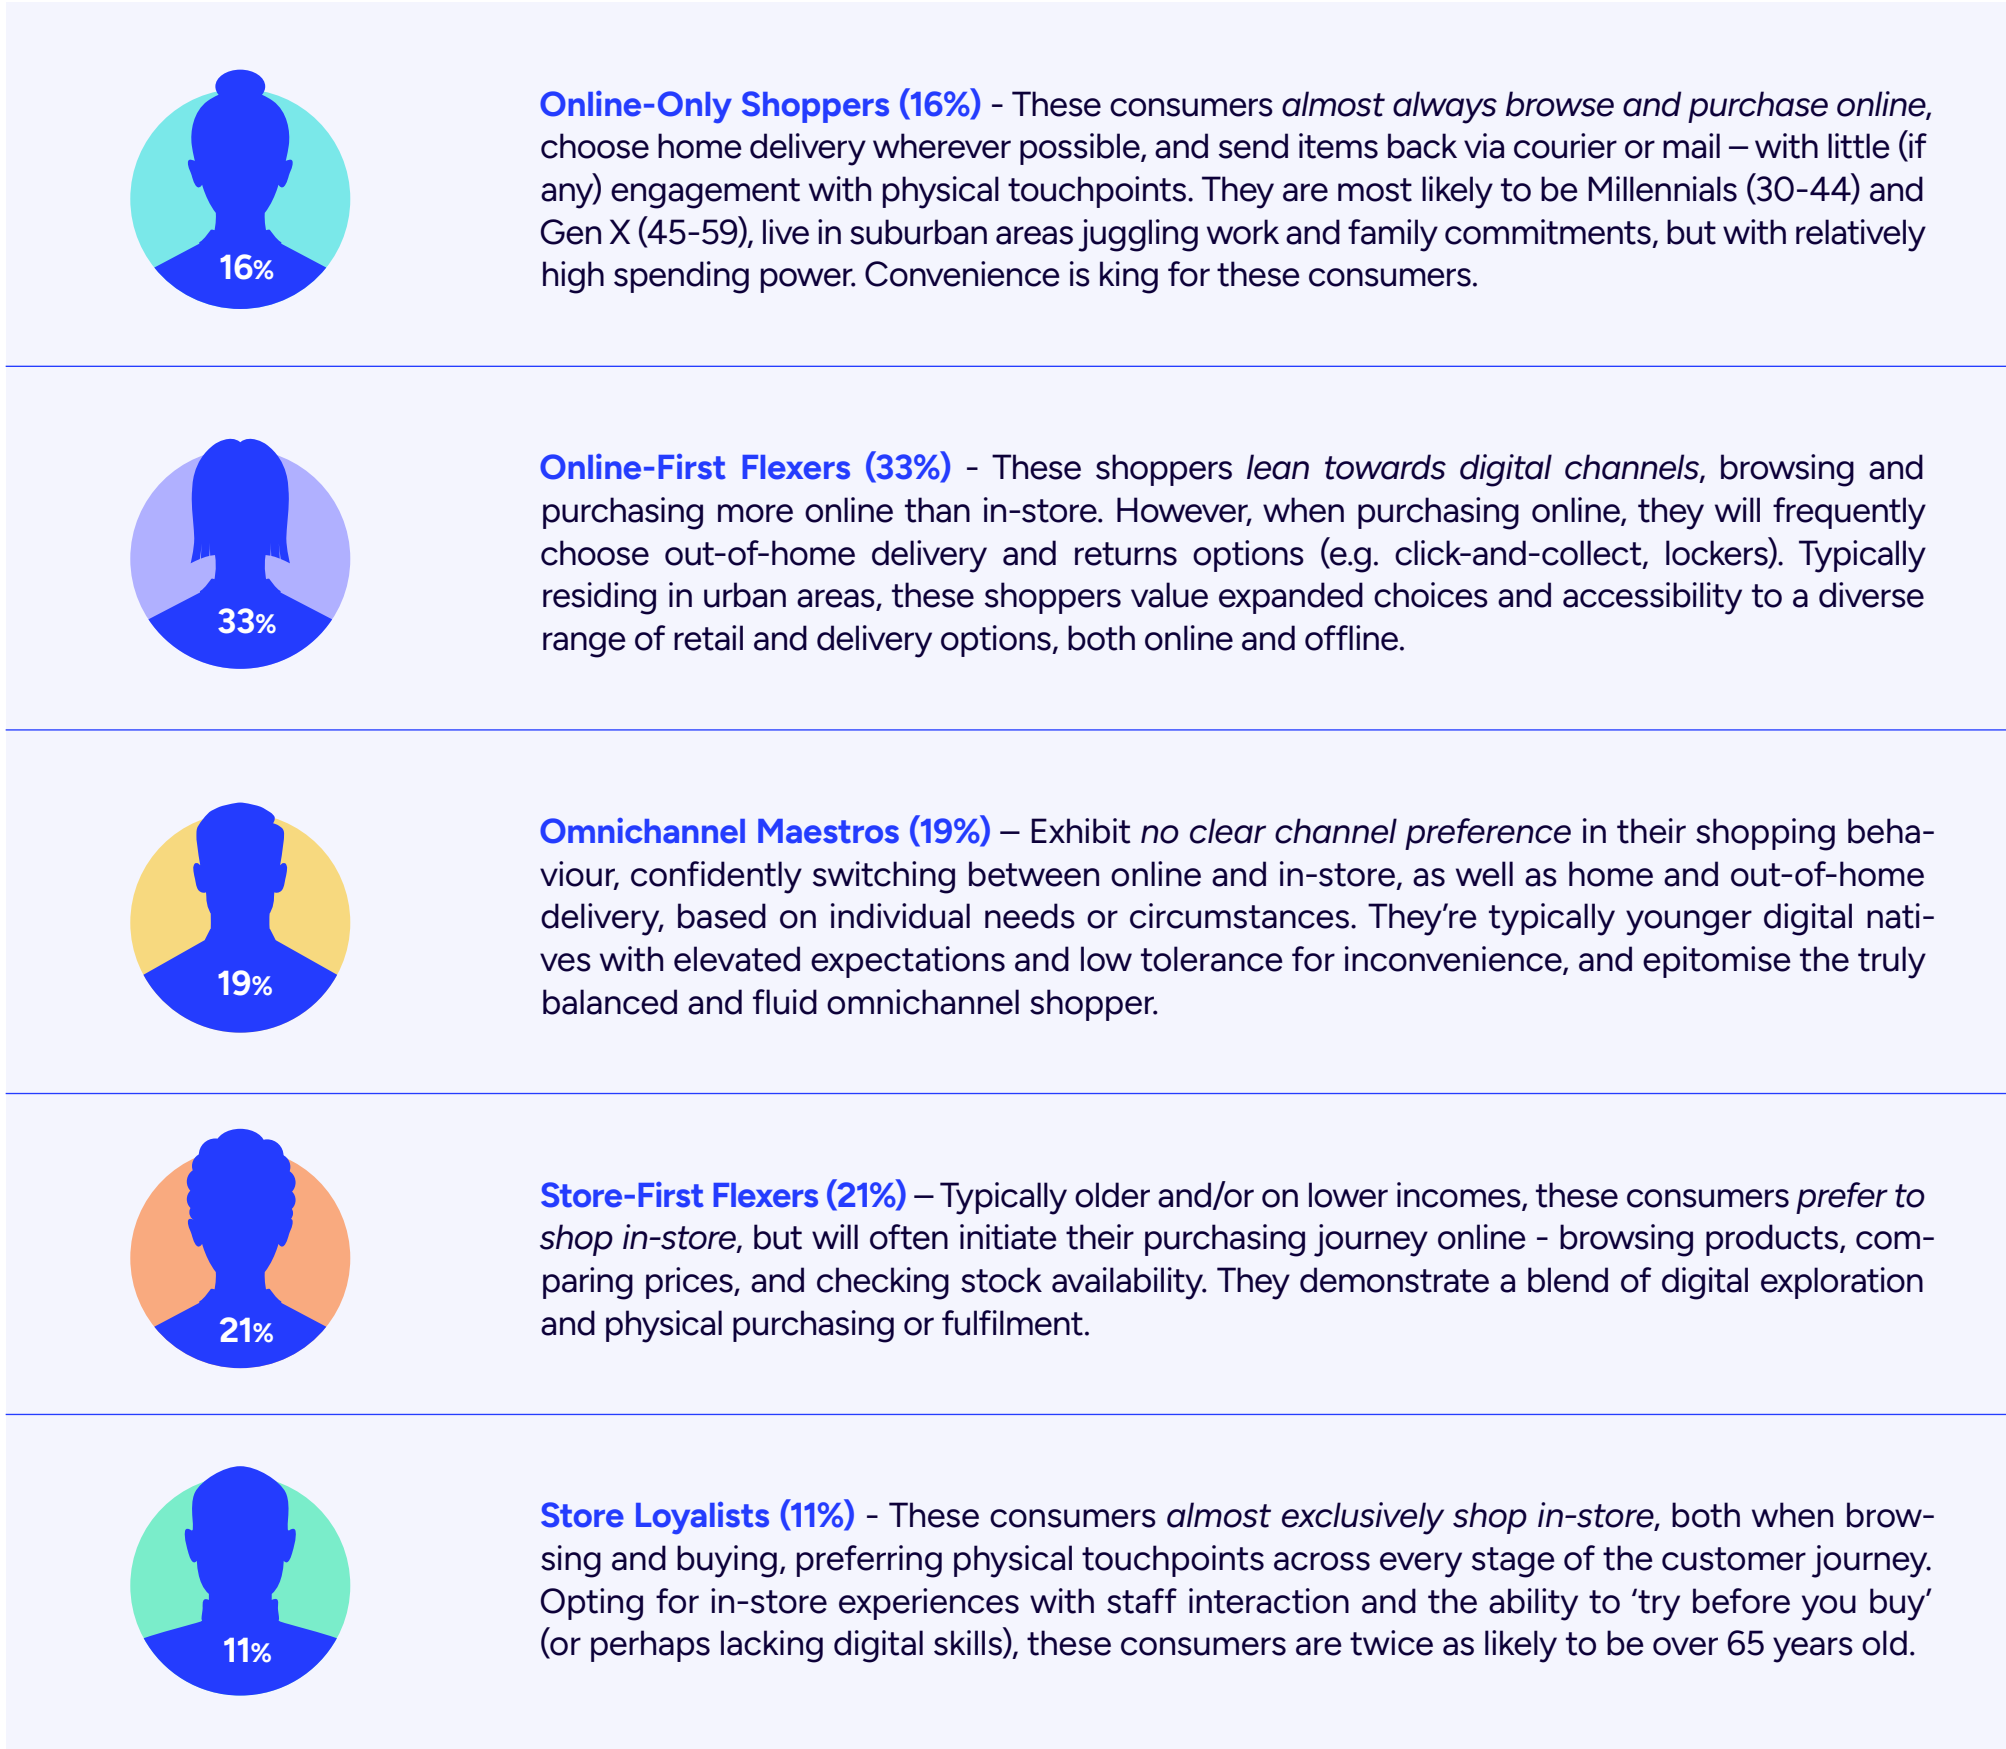 Online-Only Shoppers (16%) - These consumers almost always browse and purchase online,
choose home delivery wherever possible, and send items back via courier or mail – with little (if
any) engagement with physical touchpoints. They are most likely to be Millennials (30-44) and
Gen X (45-59), live in suburban areas juggling work and family commitments, but with relatively
high spending power. Convenience is king for these consumers.
16%
Online-First Flexers (33%) - These shoppers lean towards digital channels, browsing and
purchasing more online than in-store. However, when purchasing online, they will frequently
choose out-of-home delivery and returns options (e.g. click-and-collect, lockers). Typically
residing in urban areas, these shoppers value expanded choices and accessibility to a diverse
range of retail and delivery options, both online and offline.
33%
Omnichannel Maestros (19%) – Exhibit no clear channel preference in their shopping beha-
viour, confidently switching between online and in-store, as well as home and out-of-home
delivery, based on individual needs or circumstances. They’re typically younger digital nati-
ves with elevated expectations and low tolerance for inconvenience, and epitomise the truly
balanced and fluid omnichannel shopper.
19%
Store-First Flexers (21%) – Typically older and/or on lower incomes, these consumers prefer to
shop in-store, but will often initiate their purchasing journey online - browsing products, com-
paring prices, and checking stock availability. They demonstrate a blend of digital exploration
and physical purchasing or fulfilment.
21%
Store Loyalists (11%) - These consumers almost exclusively shop in-store, both when brow-
sing and buying, preferring physical touchpoints across every stage of the customer journey.
Opting for in-store experiences with staff interaction and the ability to ‘try before you buy’
(or perhaps lacking digital skills), these consumers are twice as likely to be over 65 years old.
11%